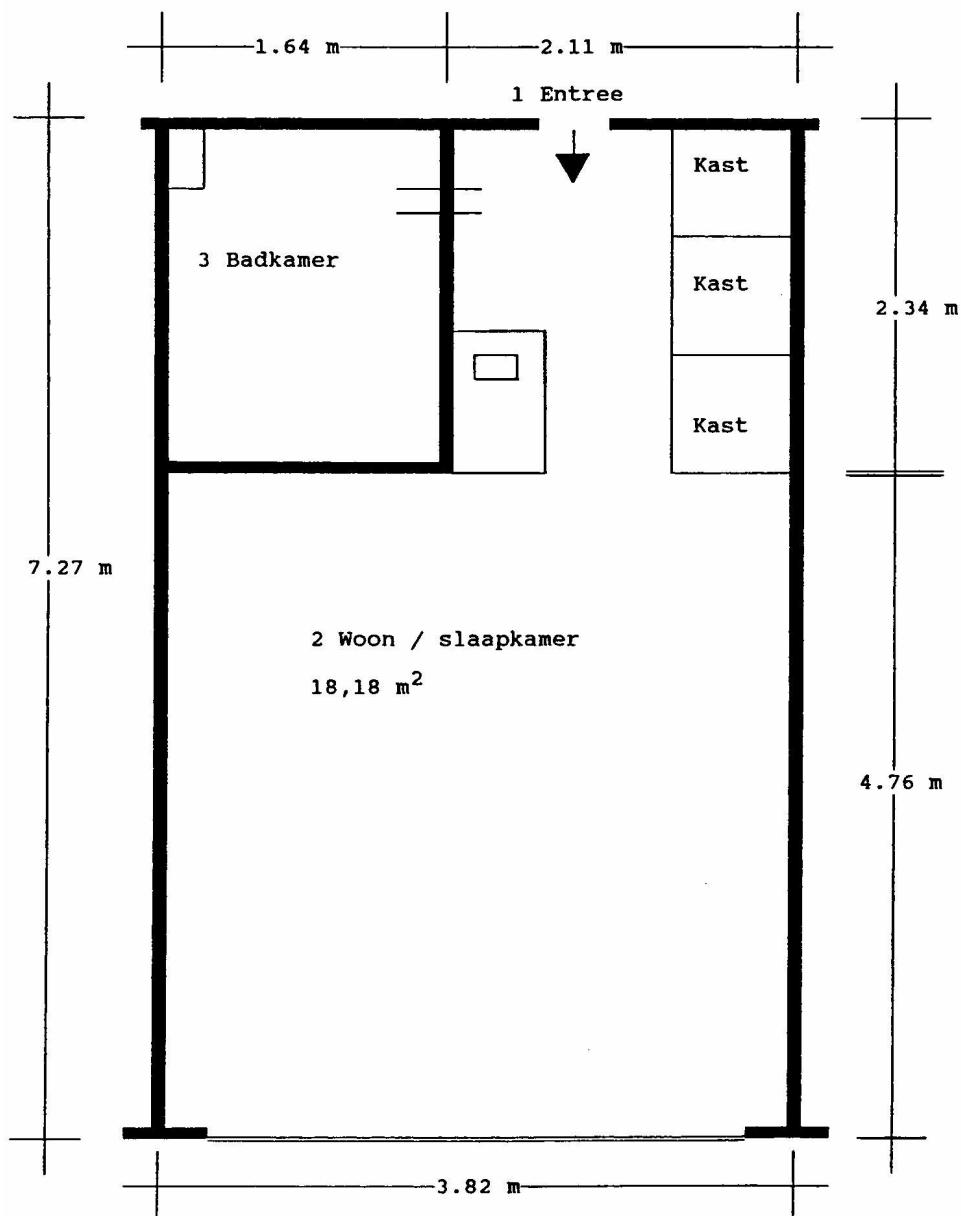 1.64 m
2.11 m
1 Entree
Kast
3 Badkamer
Kast
2.34 m
Kast
7.27 m
2 Woon / slaapkamer
18,18 m²
4.76 m
3.82 m